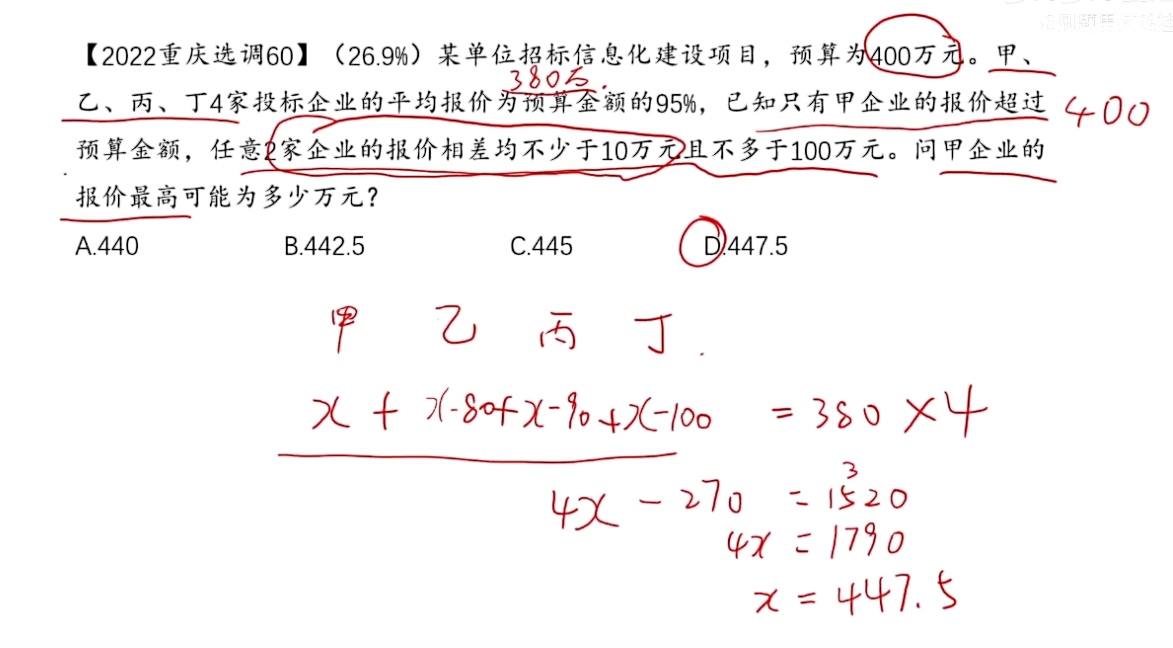 【2022重庆选调60】（26.9%）某单位招标信息化建设项目，预算为400万元。甲、
380万.
乙、丙、丁4家投标企业的平均报价为预算金额的95%，已知只有甲企业的报价超过 400
预算金额，任意2家企业的报价相差均不少于10万元且不多于100万元。问甲企业的
报价最高可能为多少万元？
A.440 B.442.5 C.445 D.447.5
甲 乙 丙 丁.
x + x-80+x-90+x-100 = 380×4
3
4x - 270 = 1520
4x = 1790
x = 447.5